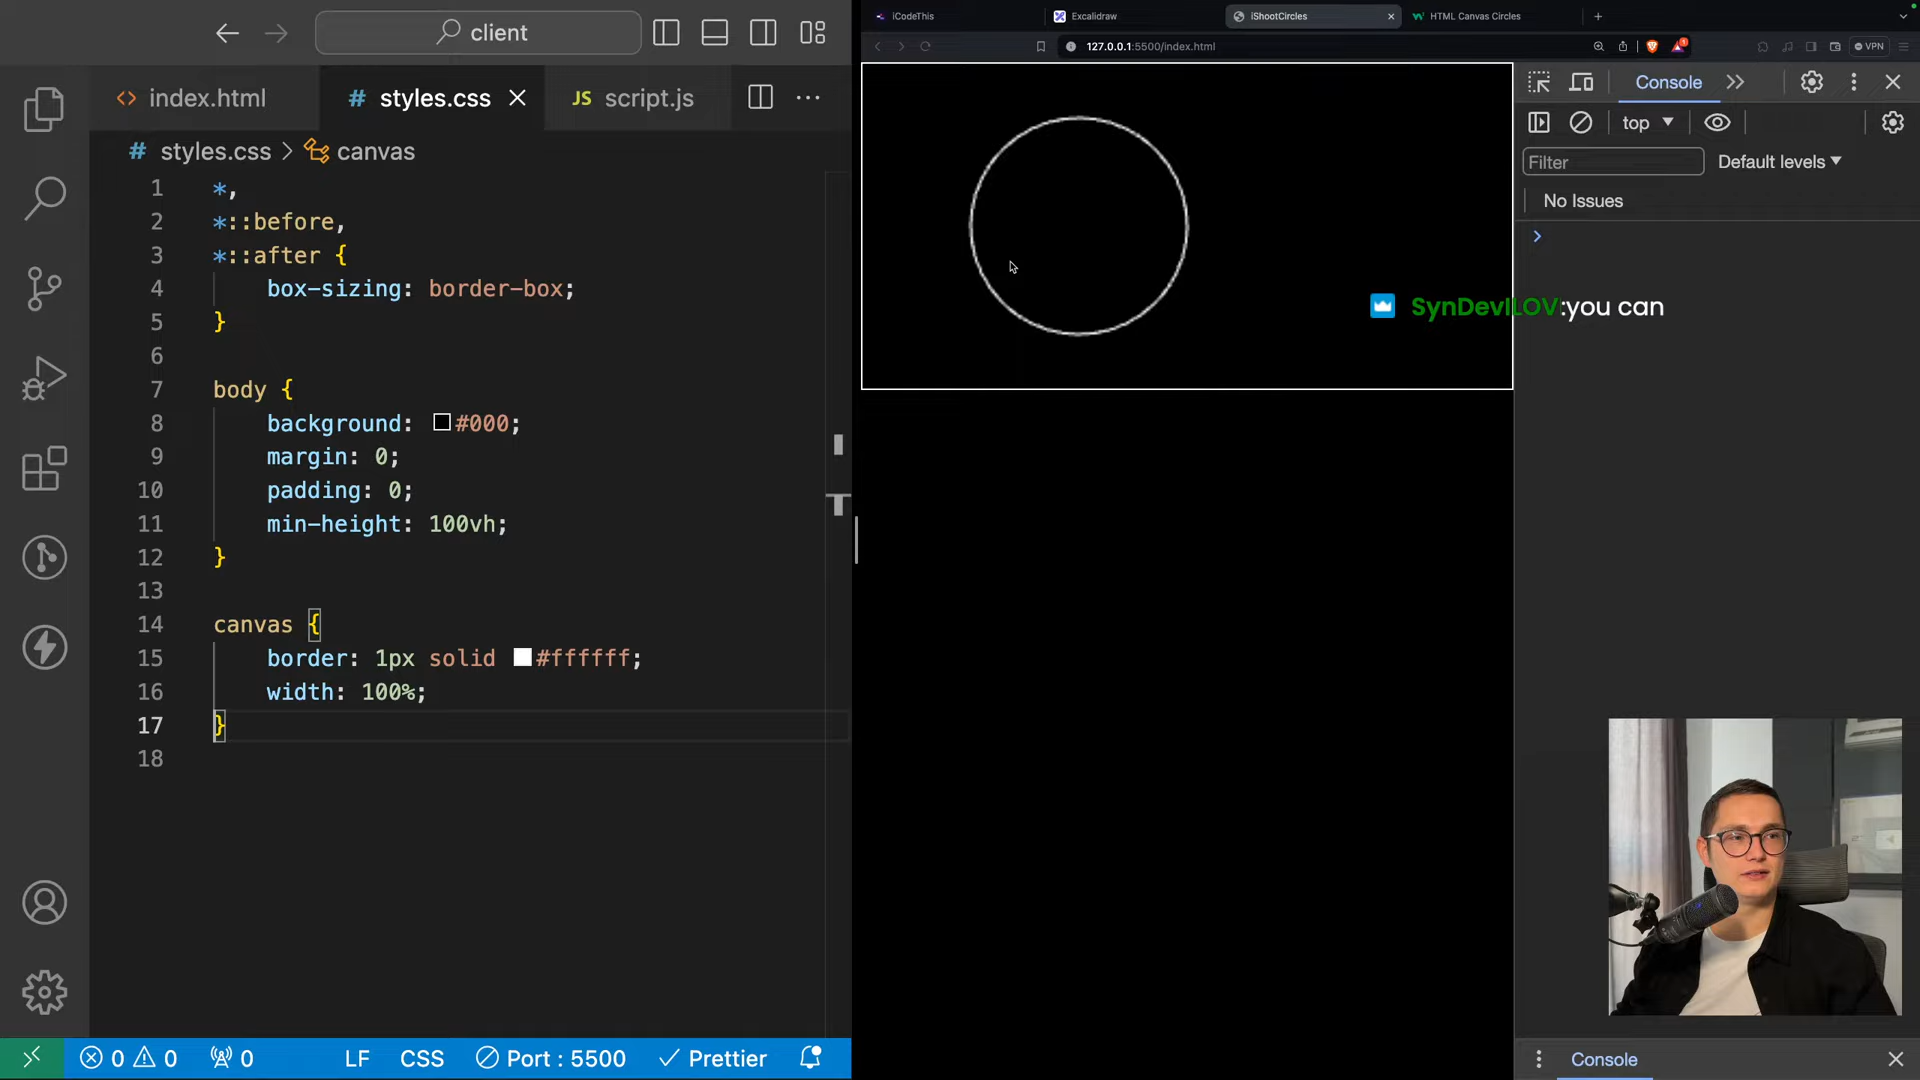 client
index.html
# styles.css
JS script.js
# styles.css > canvas
1 *,
2 *::before,
3 *::after {
4 box-sizing: border-box;
5 }
6
7 body {
8 background: #000;
9 margin: 0;
10 padding: 0;
11 min-height: 100vh;
12 }
13
14 canvas {
15 border: 1px solid #ffffff;
16 width: 100%;
17 }
18
0 0 0 LF CSS Port : 5500 Prettier
iCodeThis
Excalidraw
iShootCircles
HTML Canvas Circles
127.0.0.1:5500/index.html
VPN
Console
top
Filter
Default levels
No Issues
SynDevILOV:you can
Console